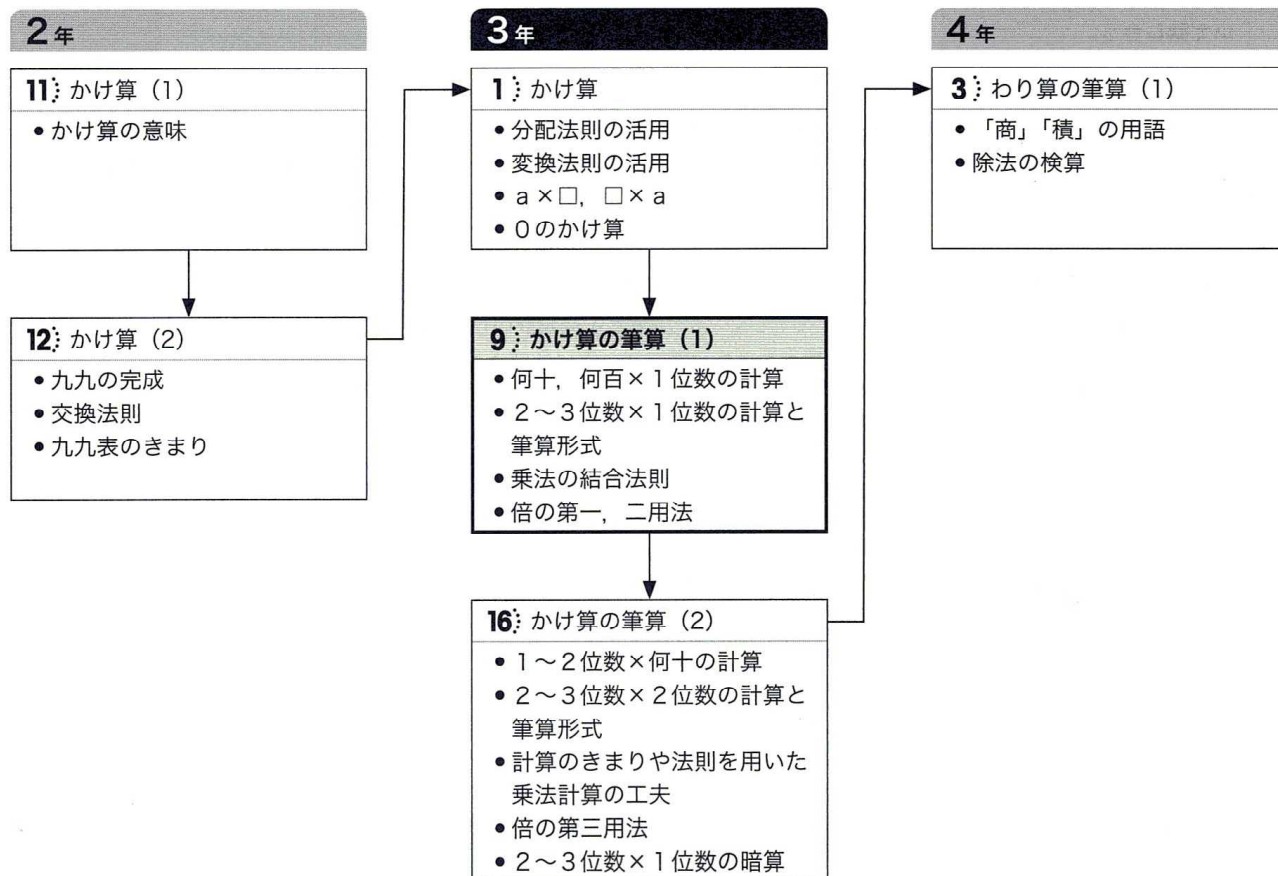 2年
11 かけ算（1）
• かけ算の意味
12 かけ算（2）
• 九九の完成
• 交換法則
• 九九表のきまり
3年
1 かけ算
• 分配法則の活用
• 変換法則の活用
• a×□，□×a
• 0のかけ算
9 かけ算の筆算（1）
• 何十，何百×1位数の計算
• 2～3位数×1位数の計算と
筆算形式
• 乗法の結合法則
• 倍の第一，二用法
16 かけ算の筆算（2）
• 1～2位数×何十の計算
• 2～3位数×2位数の計算と
筆算形式
• 計算のきまりや法則を用いた
乗法計算の工夫
• 倍の第三用法
• 2～3位数×1位数の暗算
4年
3 わり算の筆算（1）
• 「商」「積」の用語
• 除法の検算